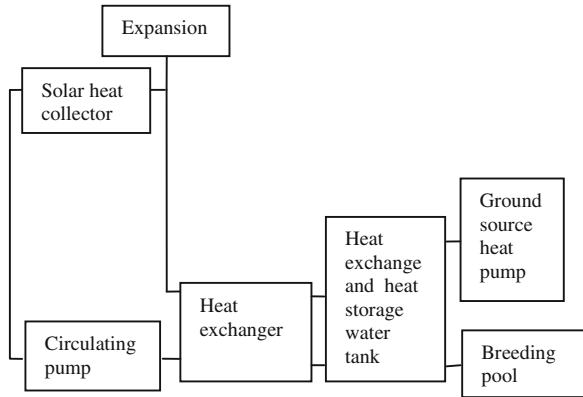 Expansion
Solar heat
collector
Ground
source
heat
pump
Heat
exchange
and heat
storage
water
tank
Heat
exchanger
Circulating
pump
Breeding
pool